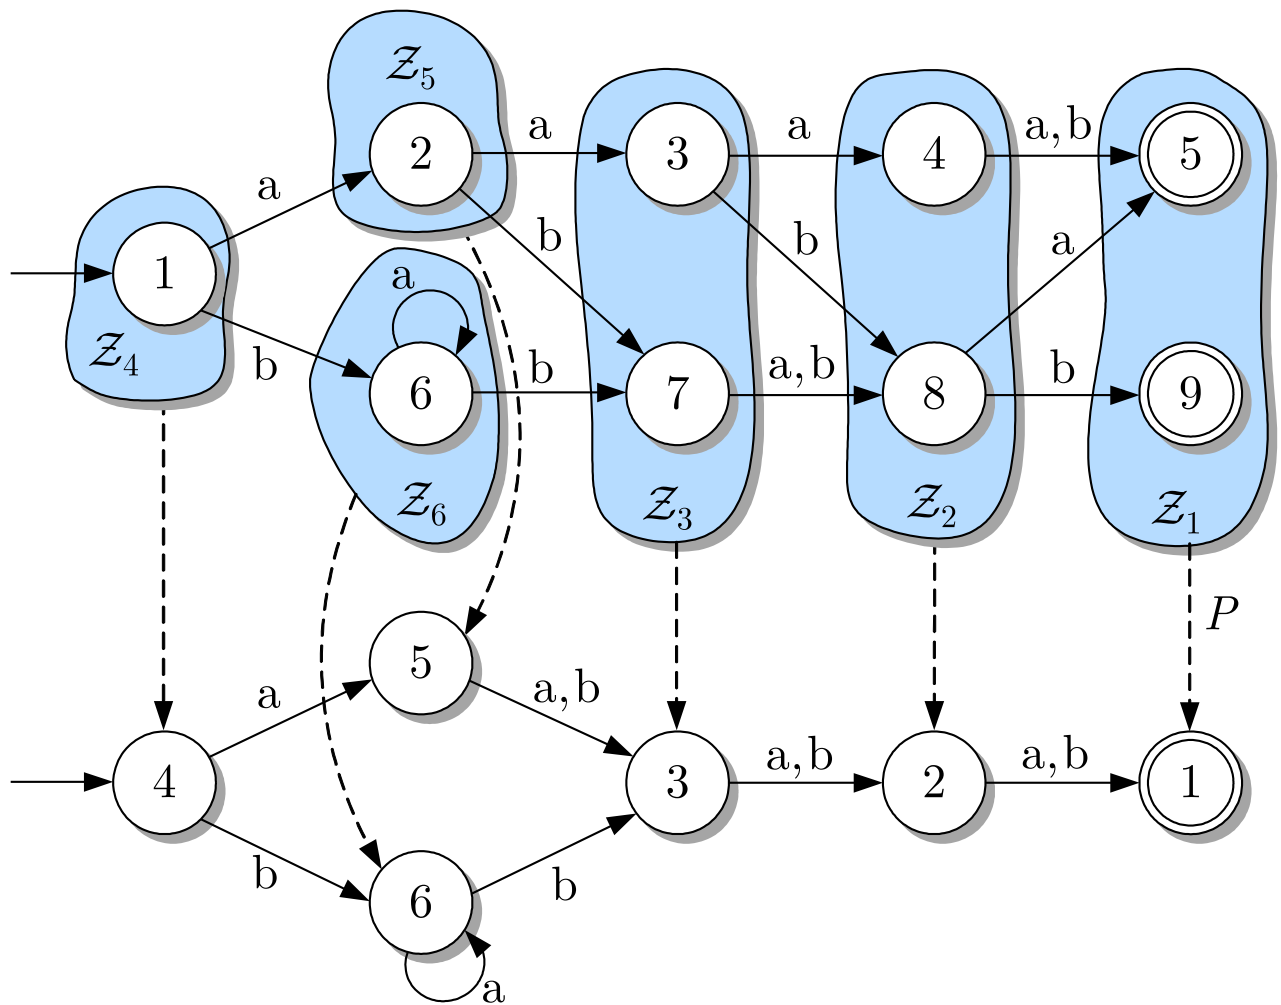 Z₅
a a a,b
2 3 4 5
a
b b a
1
a
Z₄ b b a,b b
6 7 8 9
Z₆ Z₃ Z₂ Z₁
P
5
a a,b
a,b a,b
4 3 2 1
b b
6
a